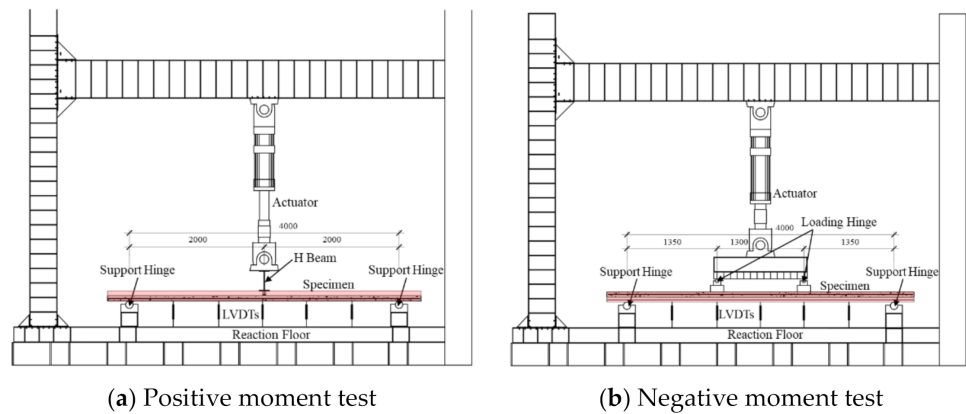 Actuator
4000
2000
2000
H Beam
Support Hinge
Support Hinge
Specimen
LVDTs
Reaction Floor
(a) Positive moment test
Actuator
Loading Hinge
4000
1350
1300
1350
Support Hinge
Support Hinge
Specimen
LVDTs
Reaction Floor
(b) Negative moment test